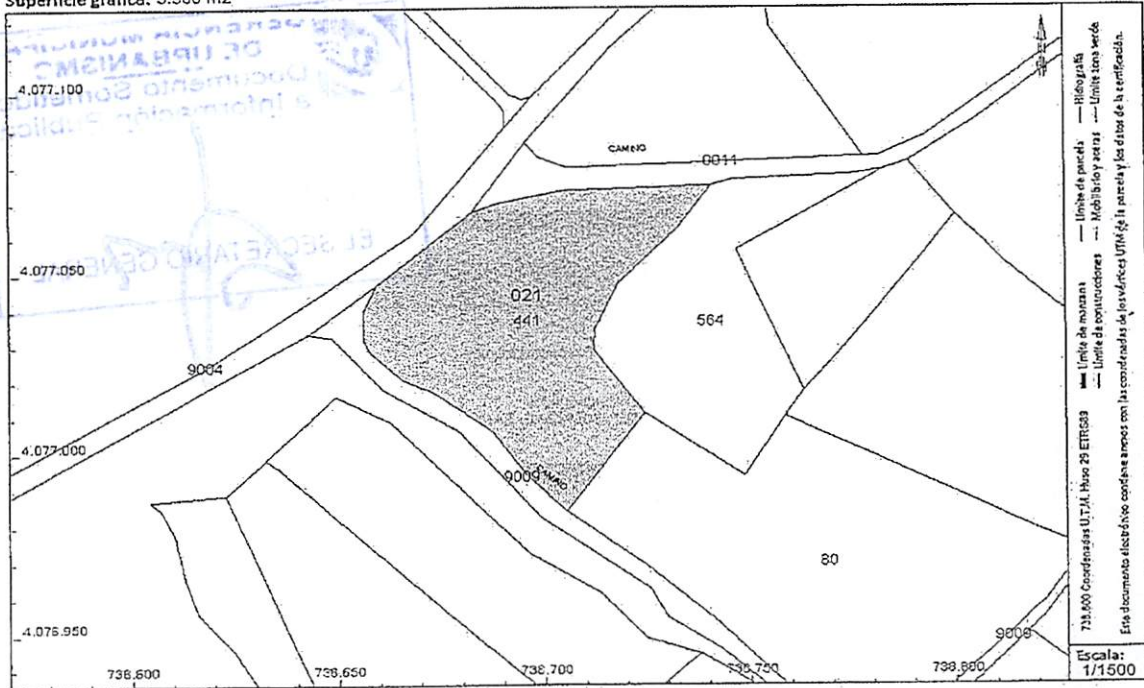 Superficie gráfica: 3.580 m2
GERENCIA MUNICIPAL
DE URBANISMO
Documento Sometido
a Información Pública
EL SECRETARIO GENERAL
4.077.100
4.077.050
4.077.000
4.076.950
738.600
738.650
738.700
738.750
738.800
CAMINO
0011
021
441
564
9004
9009
CAMINO
80
9000
738.800 Coordenadas U.T.M. Huso 29 ETRS89
Límite de manzana
Límite de parcela
Hidrografía
Límite de construcciones
Mobiliario y aceras
Límite zona verde
Este documento electrónico contiene anexos con las coordenadas de los vértices UTM de la parcela y los datos de la certificación.
Escala:
1/1500